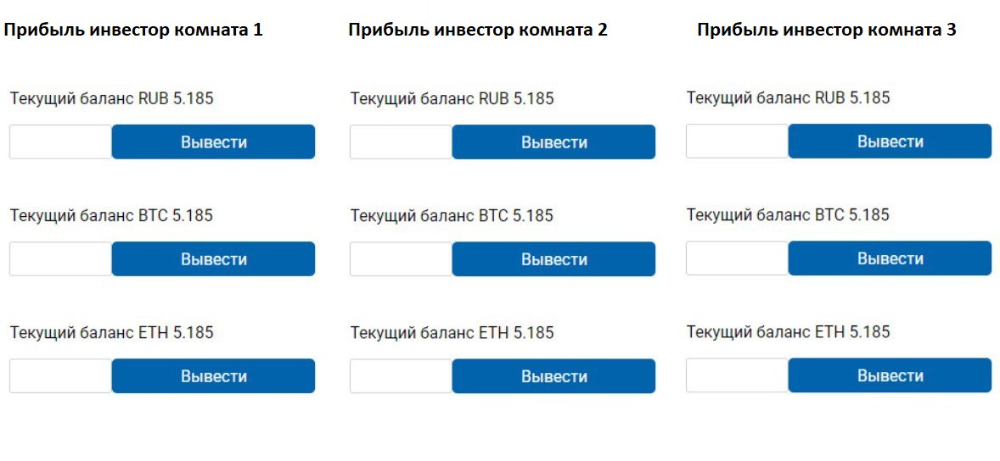 Прибыль инвестор комната 1
Текущий баланс RUB 5.185
Вывести
Текущий баланс BTC 5.185
Вывести
Текущий баланс ETH 5.185
Вывести
Прибыль инвестор комната 2
Текущий баланс RUB 5.185
Вывести
Текущий баланс BTC 5.185
Вывести
Текущий баланс ETH 5.185
Вывести
Прибыль инвестор комната 3
Текущий баланс RUB 5.185
Вывести
Текущий баланс BTC 5.185
Вывести
Текущий баланс ETH 5.185
Вывести